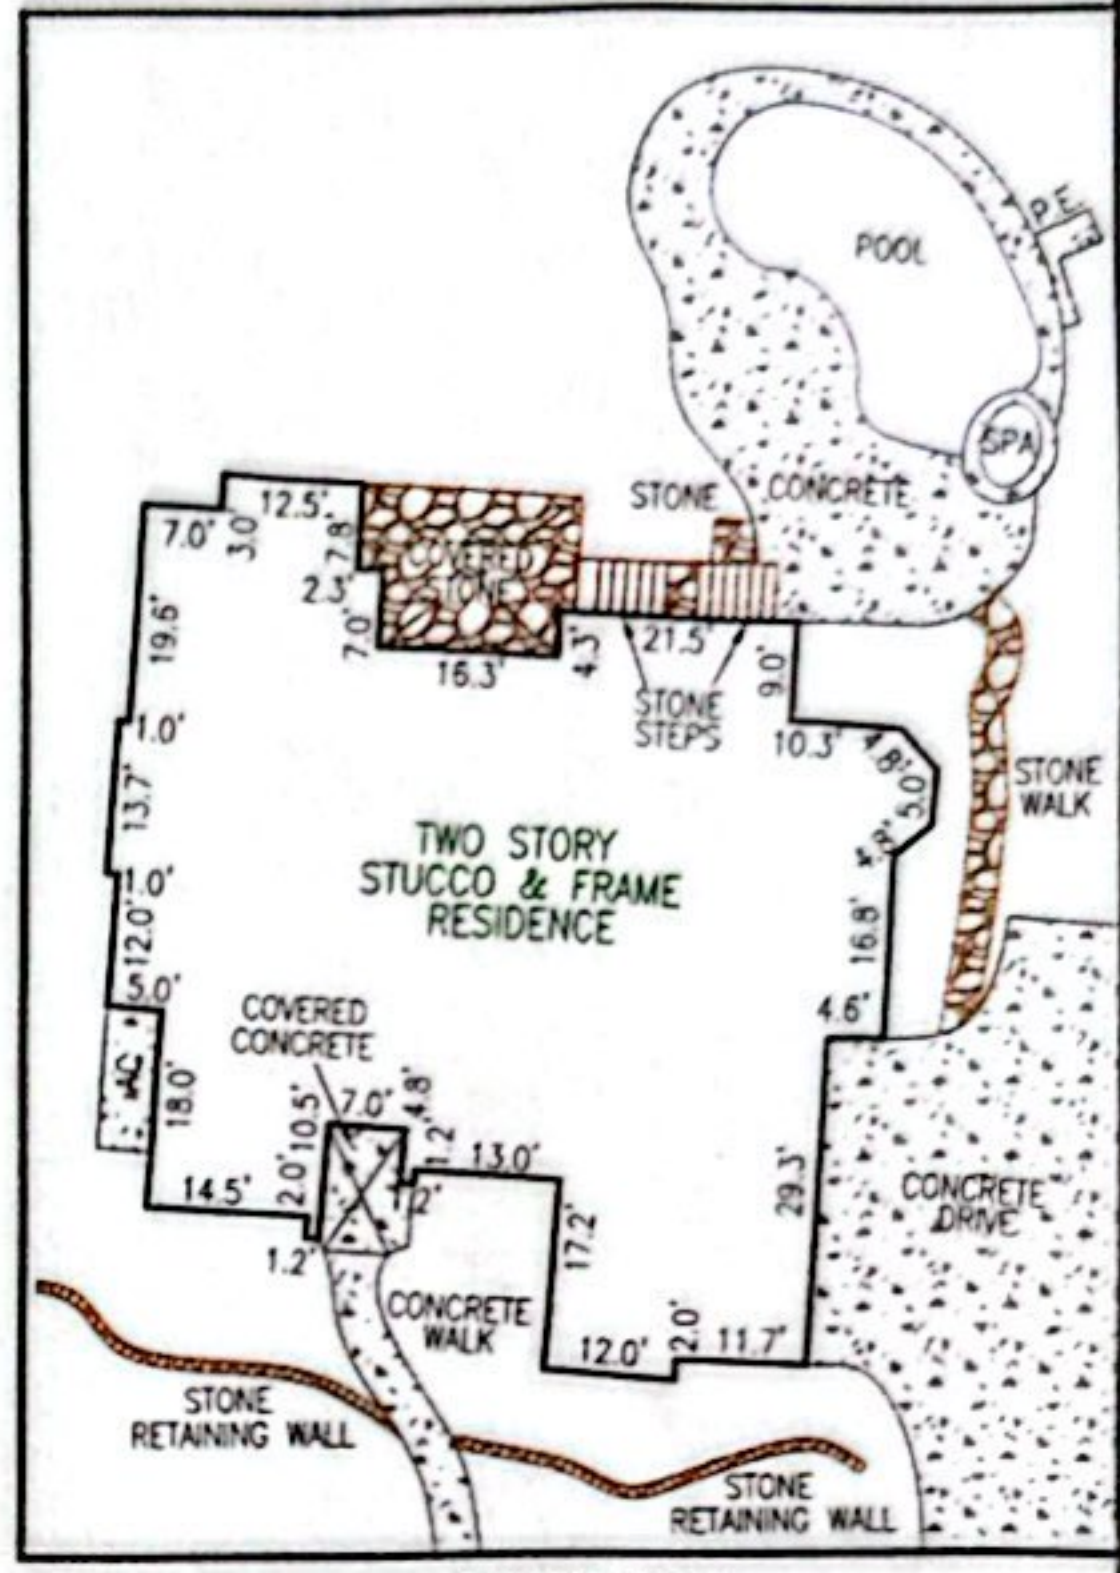 POOL
P.E.
SPA
STONE
CONCRETE
12.5'
7.0'
3.0'
7.8'
COVERED
STONE
2.3'
7.0'
16.3'
4.3'
21.5'
9.0'
19.6'
STONE
STEPS
1.0'
10.3'
4.8'
5.0'
4.8'
STONE
WALK
13.7'
TWO STORY
STUCCO & FRAME
RESIDENCE
1.0'
12.0'
16.8'
5.0'
4.6'
COVERED
CONCRETE
AC
18.0'
10.5'
7.0'
4.8'
1.2'
13.0'
14.5'
2.0'
1.2'
29.3'
CONCRETE
DRIVE
17.2'
1.2'
CONCRETE
WALK
12.0'
2.0'
11.7'
STONE
RETAINING WALL
STONE
RETAINING WALL